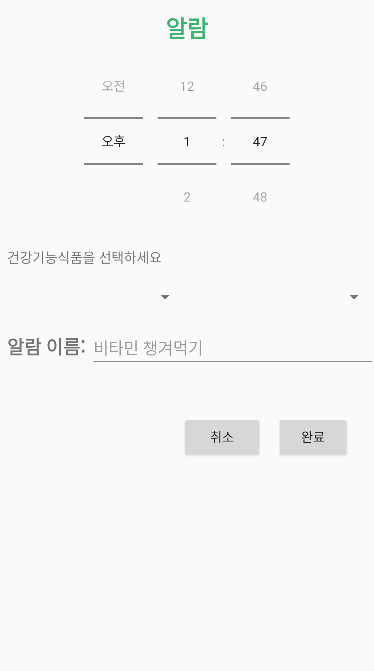 알람
오전 12 46
오후 1 : 47
2 48
건강기능식품을 선택하세요
알람 이름: 비타민 챙겨먹기
취소 완료